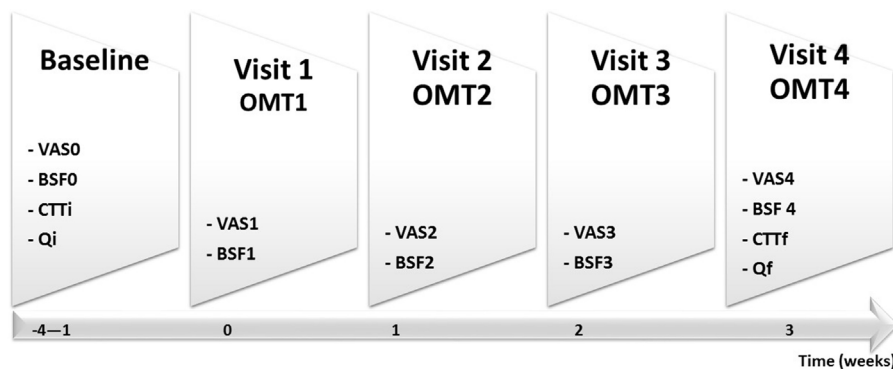 Baseline
- VAS0
- BSF0
- CTTi
- Qi
Visit 1
OMT1
- VAS1
- BSF1
Visit 2
OMT2
- VAS2
- BSF2
Visit 3
OMT3
- VAS3
- BSF3
Visit 4
OMT4
- VAS4
- BSF 4
- CTTf
- Qf
-4—1 0 1 2 3
Time (weeks)